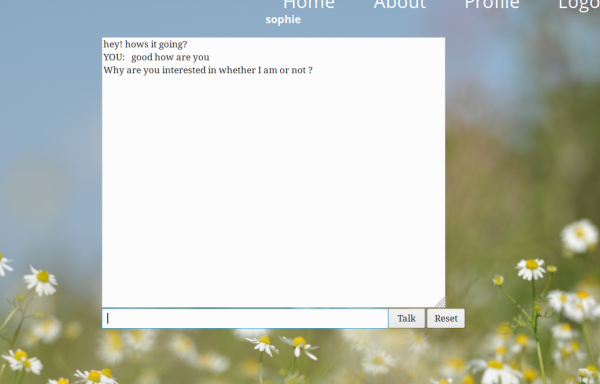 Home About Profile Logo
sophie
hey! hows it going?
YOU: good how are you
Why are you interested in whether I am or not ?
Talk Reset